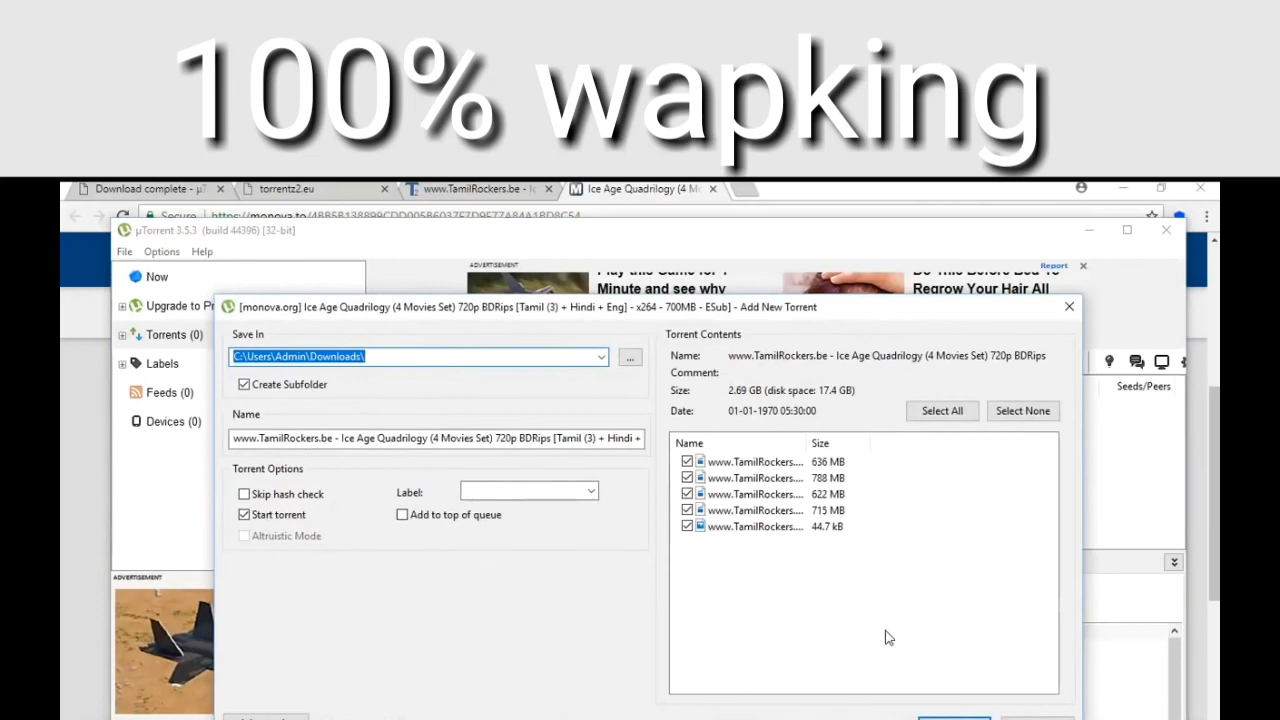 100% wapking
Download complete - µT
torrentz2.eu
www.TamilRockers.be - Ic
Ice Age Quadrilogy (4 Mo
Secure
https://monova.to/
µTorrent 3.5.3 (build 44396) [32-bit]
File Options Help
ADVERTISEMENT
Report
Minute and see why
Regrow Your Hair All
Now
Upgrade to Pr
Torrents (0)
Labels
Feeds (0)
Devices (0)
Seeds/Peers
ADVERTISEMENT
[monova.org] Ice Age Quadrilogy (4 Movies Set) 720p BDRips [Tamil (3) + Hindi + Eng] - x264 - 700MB - ESub] - Add New Torrent
Save In
C:\Users\Admin\Downloads\
...
Create Subfolder
Name
www.TamilRockers.be - Ice Age Quadrilogy (4 Movies Set) 720p BDRips [Tamil (3) + Hindi +
Torrent Options
Skip hash check
Label:
Start torrent
Add to top of queue
Altruistic Mode
Torrent Contents
Name: www.TamilRockers.be - Ice Age Quadrilogy (4 Movies Set) 720p BDRips
Comment:
Size: 2.69 GB (disk space: 17.4 GB)
Date: 01-01-1970 05:30:00
Select All
Select None
Name Size
www.TamilRockers.... 636 MB
www.TamilRockers.... 788 MB
www.TamilRockers.... 622 MB
www.TamilRockers.... 715 MB
www.TamilRockers.... 44.7 kB